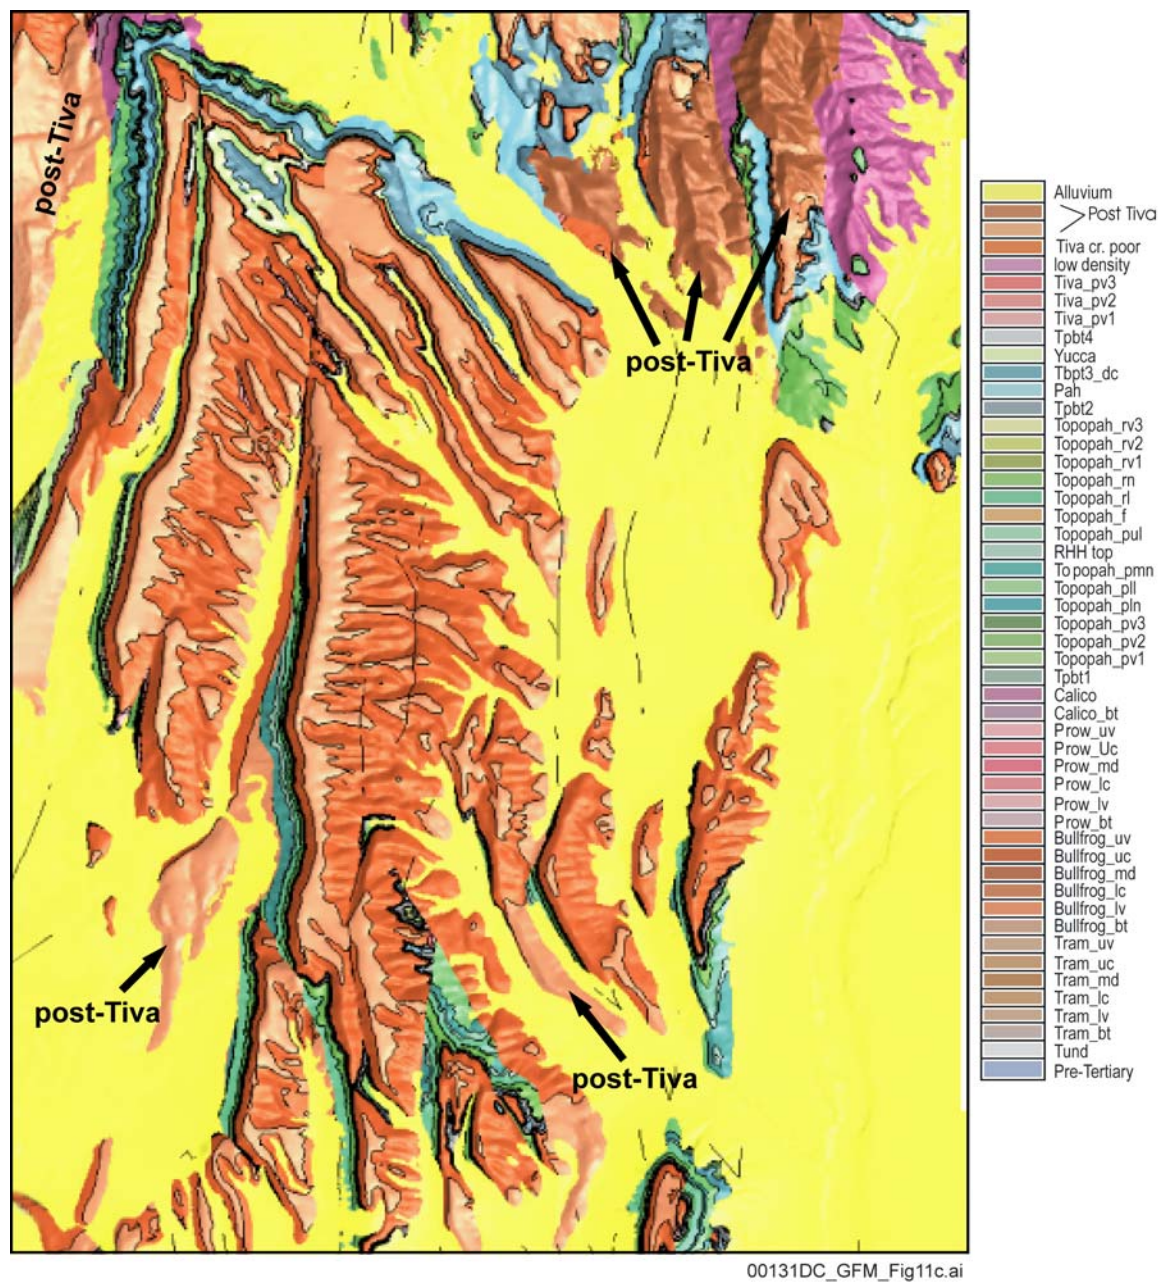 post-Tiva
post-Tiva
post-Tiva
post-Tiva
Alluvium
Post Tiva
Tiva cr. poor
low density
Tiva_pv3
Tiva_pv2
Tiva_pv1
Tpbt4
Yucca
Tbpt3_dc
Pah
Tpbt2
Topopah_rv3
Topopah_rv2
Topopah_rv1
Topopah_rn
Topopah_rl
Topopah_f
Topopah_pul
RHH top
Topopah_pmn
Topopah_pll
Topopah_pln
Topopah_pv3
Topopah_pv2
Topopah_pv1
Tpbt1
Calico
Calico_bt
Prow_uv
Prow_Uc
Prow_md
Prow_lc
Prow_lv
Prow_bt
Bullfrog_uv
Bullfrog_uc
Bullfrog_md
Bullfrog_lc
Bullfrog_lv
Bullfrog_bt
Tram_uv
Tram_uc
Tram_md
Tram_lc
Tram_lv
Tram_bt
Tund
Pre-Tertiary
00131DC_GFM_Fig11c.ai